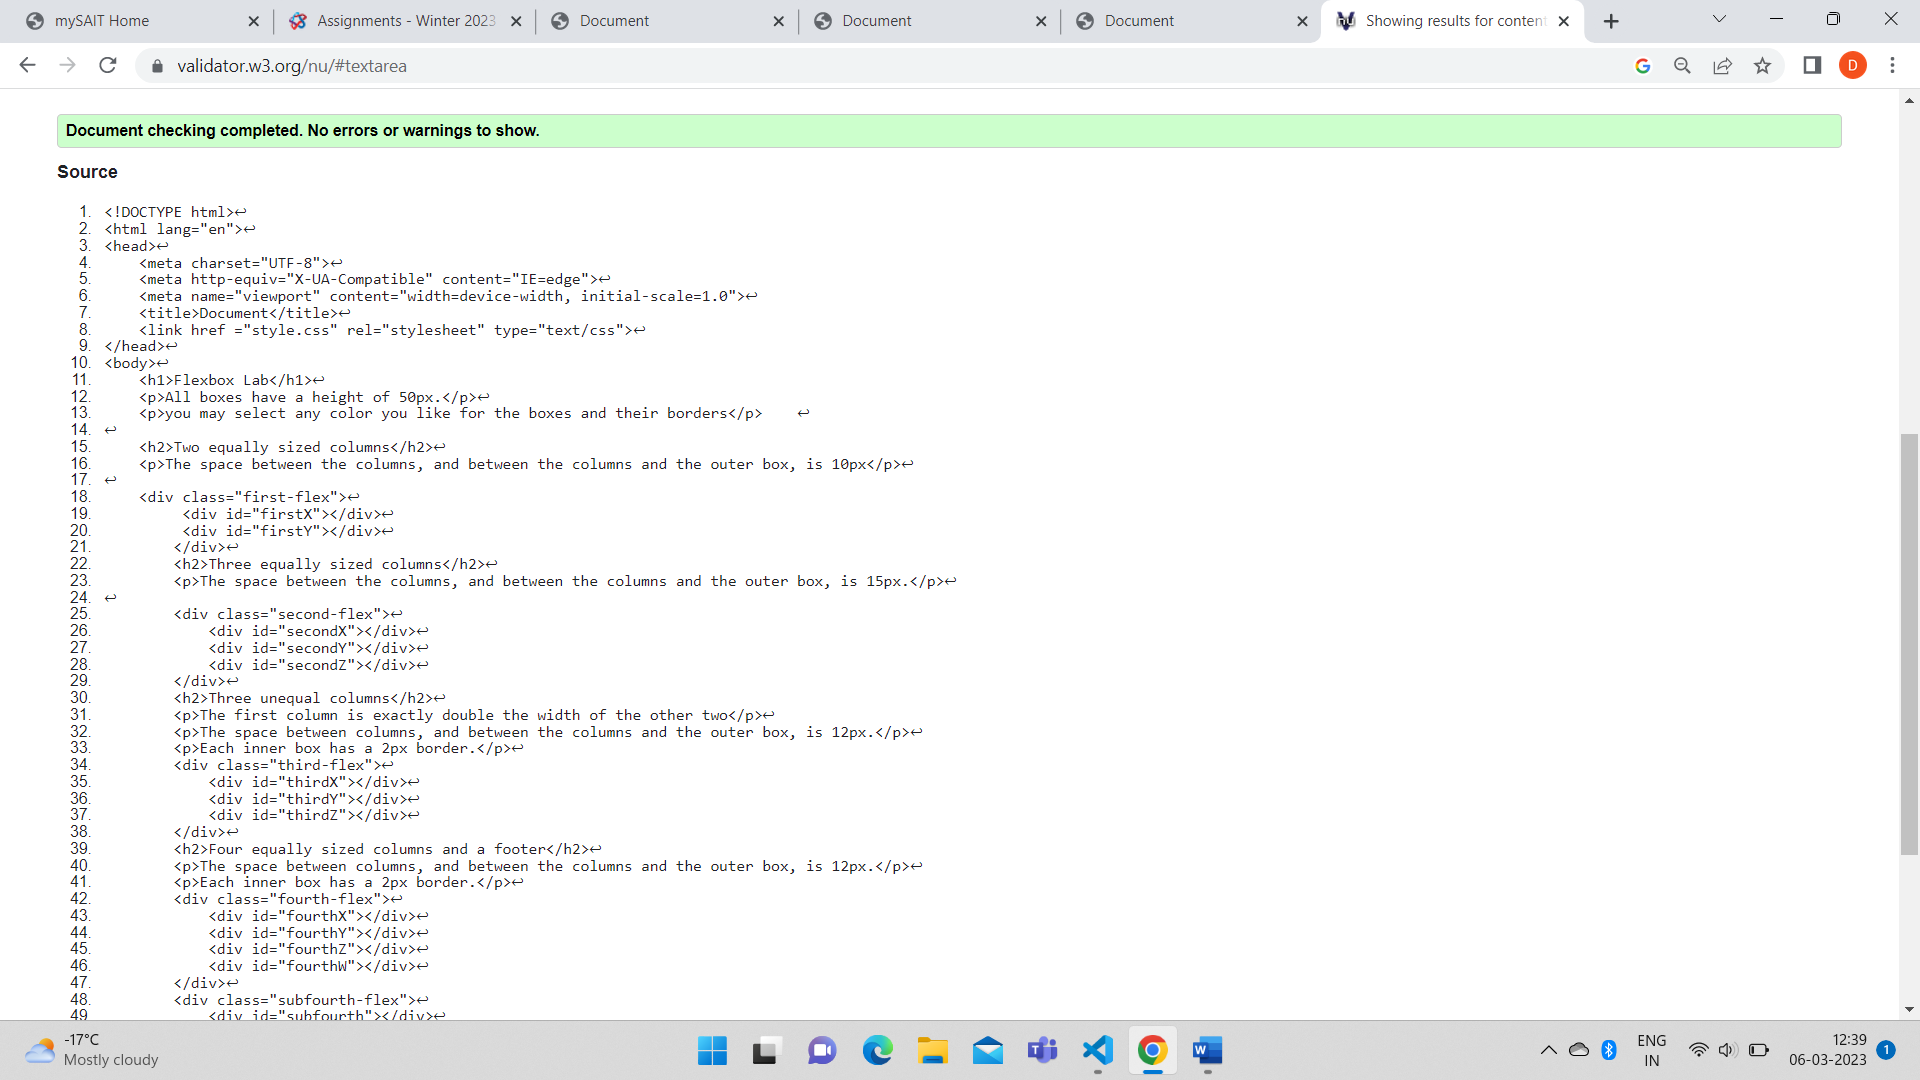 mySAIT Home
Assignments - Winter 2023
Document
Document
Document
Showing results for content
validator.w3.org/nu/#textarea
D
Document checking completed. No errors or warnings to show.
Source
1. <!DOCTYPE html>↩
2. <html lang="en">↩
3. <head>↩
4. <meta charset="UTF-8">↩
5. <meta http-equiv="X-UA-Compatible" content="IE=edge">↩
6. <meta name="viewport" content="width=device-width, initial-scale=1.0">↩
7. <title>Document</title>↩
8. <link href ="style.css" rel="stylesheet" type="text/css">↩
9. </head>↩
10. <body>↩
11. <h1>Flexbox Lab</h1>↩
12. <p>All boxes have a height of 50px.</p>↩
13. <p>you may select any color you like for the boxes and their borders</p> ↩
14. ↩
15. <h2>Two equally sized columns</h2>↩
16. <p>The space between the columns, and between the columns and the outer box, is 10px</p>↩
17. ↩
18. <div class="first-flex">↩
19. <div id="firstX"></div>↩
20. <div id="firstY"></div>↩
21. </div>↩
22. <h2>Three equally sized columns</h2>↩
23. <p>The space between the columns, and between the columns and the outer box, is 15px.</p>↩
24. ↩
25. <div class="second-flex">↩
26. <div id="secondX"></div>↩
27. <div id="secondY"></div>↩
28. <div id="secondZ"></div>↩
29. </div>↩
30. <h2>Three unequal columns</h2>↩
31. <p>The first column is exactly double the width of the other two</p>↩
32. <p>The space between columns, and between the columns and the outer box, is 12px.</p>↩
33. <p>Each inner box has a 2px border.</p>↩
34. <div class="third-flex">↩
35. <div id="thirdX"></div>↩
36. <div id="thirdY"></div>↩
37. <div id="thirdZ"></div>↩
38. </div>↩
39. <h2>Four equally sized columns and a footer</h2>↩
40. <p>The space between columns, and between the columns and the outer box, is 12px.</p>↩
41. <p>Each inner box has a 2px border.</p>↩
42. <div class="fourth-flex">↩
43. <div id="fourthX"></div>↩
44. <div id="fourthY"></div>↩
45. <div id="fourthZ"></div>↩
46. <div id="fourthW"></div>↩
47. </div>↩
48. <div class="subfourth-flex">↩
49. <div id="subfourth"></div>↩
-17°C
Mostly cloudy
ENG
IN
12:39
06-03-2023
1